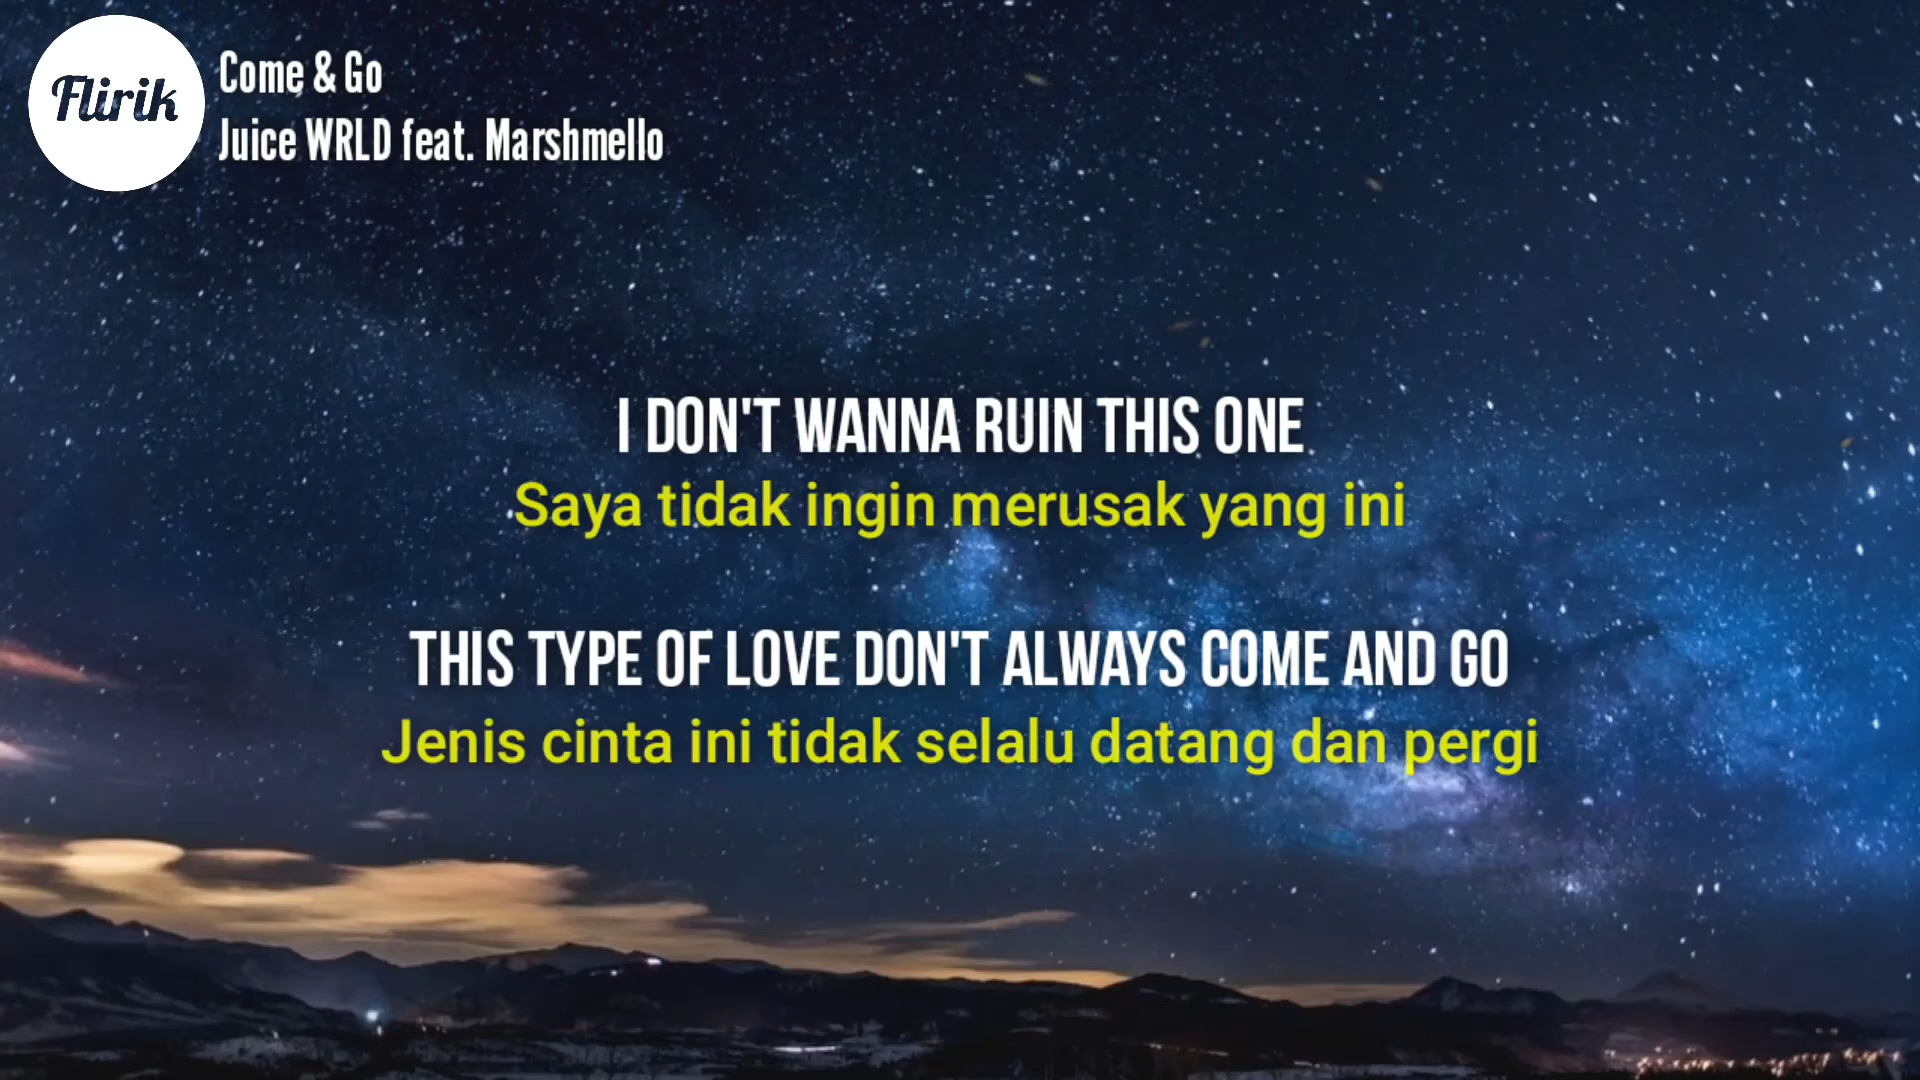 Flirik
Come & Go
Juice WRLD feat. Marshmello
I DON'T WANNA RUIN THIS ONE
Saya tidak ingin merusak yang ini
THIS TYPE OF LOVE DON'T ALWAYS COME AND GO
Jenis cinta ini tidak selalu datang dan pergi